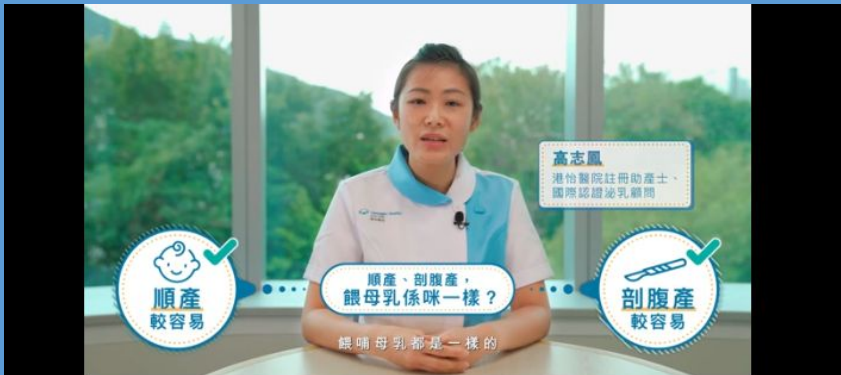 高志鳳
港怡醫院註冊助產士、
國際認證泌乳顧問
順產
較容易
順產、剖腹產，
餵母乳係咪一樣？
剖腹產
較容易
餵哺母乳都是一樣的